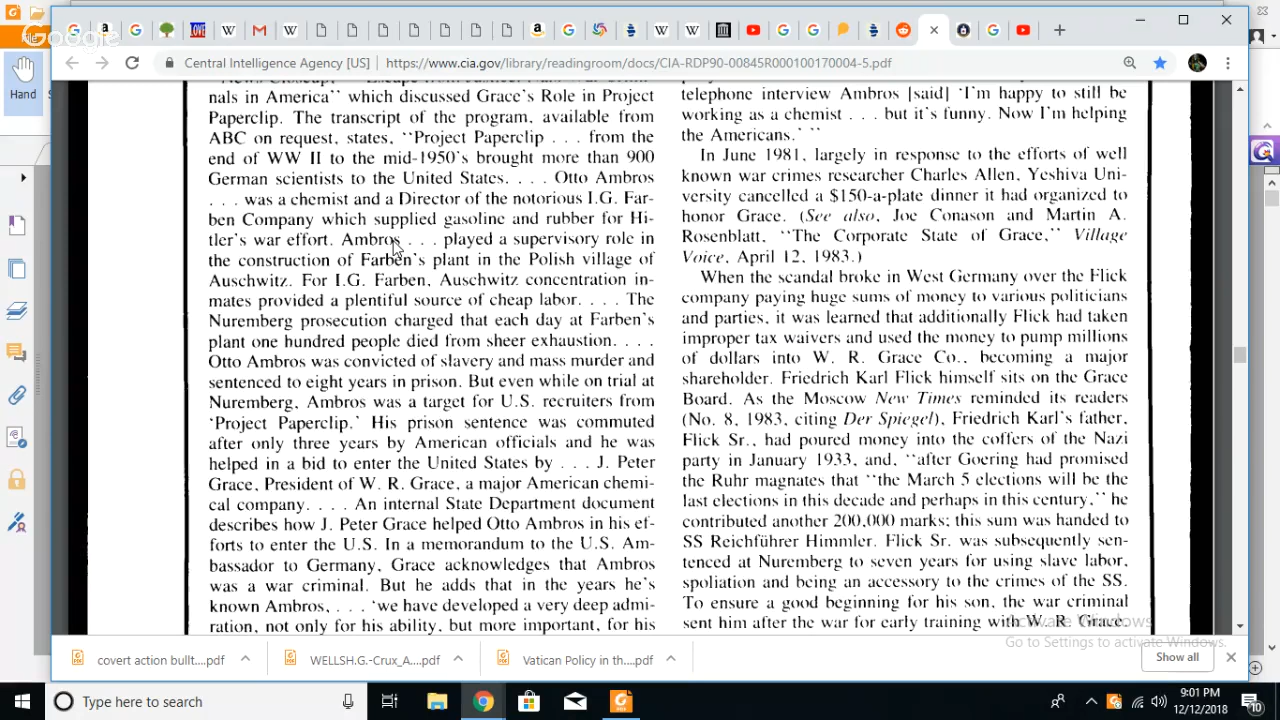 Google
File
Central Intelligence Agency [US] | https://www.cia.gov/library/readingroom/docs/CIA-RDP90-00845R000100170004-5.pdf
Hand
nals in America'' which discussed Grace's Role in Project
Paperclip. The transcript of the program, available from
ABC on request, states, ''Project Paperclip . . . from the
end of WW II to the mid-1950's brought more than 900
German scientists to the United States. . . . Otto Ambros
. . . was a chemist and a Director of the notorious I.G. Far-
ben Company which supplied gasoline and rubber for Hi-
tler's war effort. Ambros . . . played a supervisory role in
the construction of Farben's plant in the Polish village of
Auschwitz. For I.G. Farben, Auschwitz concentration in-
mates provided a plentiful source of cheap labor. . . . The
Nuremberg prosecution charged that each day at Farben's
plant one hundred people died from sheer exhaustion. . . .
Otto Ambros was convicted of slavery and mass murder and
sentenced to eight years in prison. But even while on trial at
Nuremberg, Ambros was a target for U.S. recruiters from
'Project Paperclip.' His prison sentence was commuted
after only three years by American officials and he was
helped in a bid to enter the United States by . . . J. Peter
Grace, President of W. R. Grace, a major American chemi-
cal company. . . . An internal State Department document
describes how J. Peter Grace helped Otto Ambros in his ef-
forts to enter the U.S. In a memorandum to the U.S. Am-
bassador to Germany, Grace acknowledges that Ambros
was a war criminal. But he adds that in the years he's
known Ambros, . . . 'we have developed a very deep admi-
ration, not only for his ability, but more important, for his
telephone interview Ambros [said] 'I'm happy to still be
working as a chemist . . . but it's funny. Now I'm helping
the Americans.' ''
In June 1981, largely in response to the efforts of well
known war crimes researcher Charles Allen, Yeshiva Uni-
versity cancelled a $150-a-plate dinner it had organized to
honor Grace. (See also, Joe Conason and Martin A.
Rosenblatt, ''The Corporate State of Grace,'' Village
Voice, April 12, 1983.)
When the scandal broke in West Germany over the Flick
company paying huge sums of money to various politicians
and parties, it was learned that additionally Flick had taken
improper tax waivers and used the money to pump millions
of dollars into W. R. Grace Co., becoming a major
shareholder. Friedrich Karl Flick himself sits on the Grace
Board. As the Moscow New Times reminded its readers
(No. 8, 1983, citing Der Spiegel), Friedrich Karl's father,
Flick Sr., had poured money into the coffers of the Nazi
party in January 1933, and, ''after Goering had promised
the Ruhr magnates that ''the March 5 elections will be the
last elections in this decade and perhaps in this century,'' he
contributed another 200,000 marks; this sum was handed to
SS Reichführer Himmler. Flick Sr. was subsequently sen-
tenced at Nuremberg to seven years for using slave labor,
spoliation and being an accessory to the crimes of the SS.
To ensure a good beginning for his son, the war criminal
sent him after the war for early training with W. R. Grace.
Activate Windows
Go to Settings to activate Windows.
covert action bullt....pdf
WELLSH.G.-Crux_A....pdf
Vatican Policy in th....pdf
Show all
Type here to search
9:01 PM
12/12/2018
10